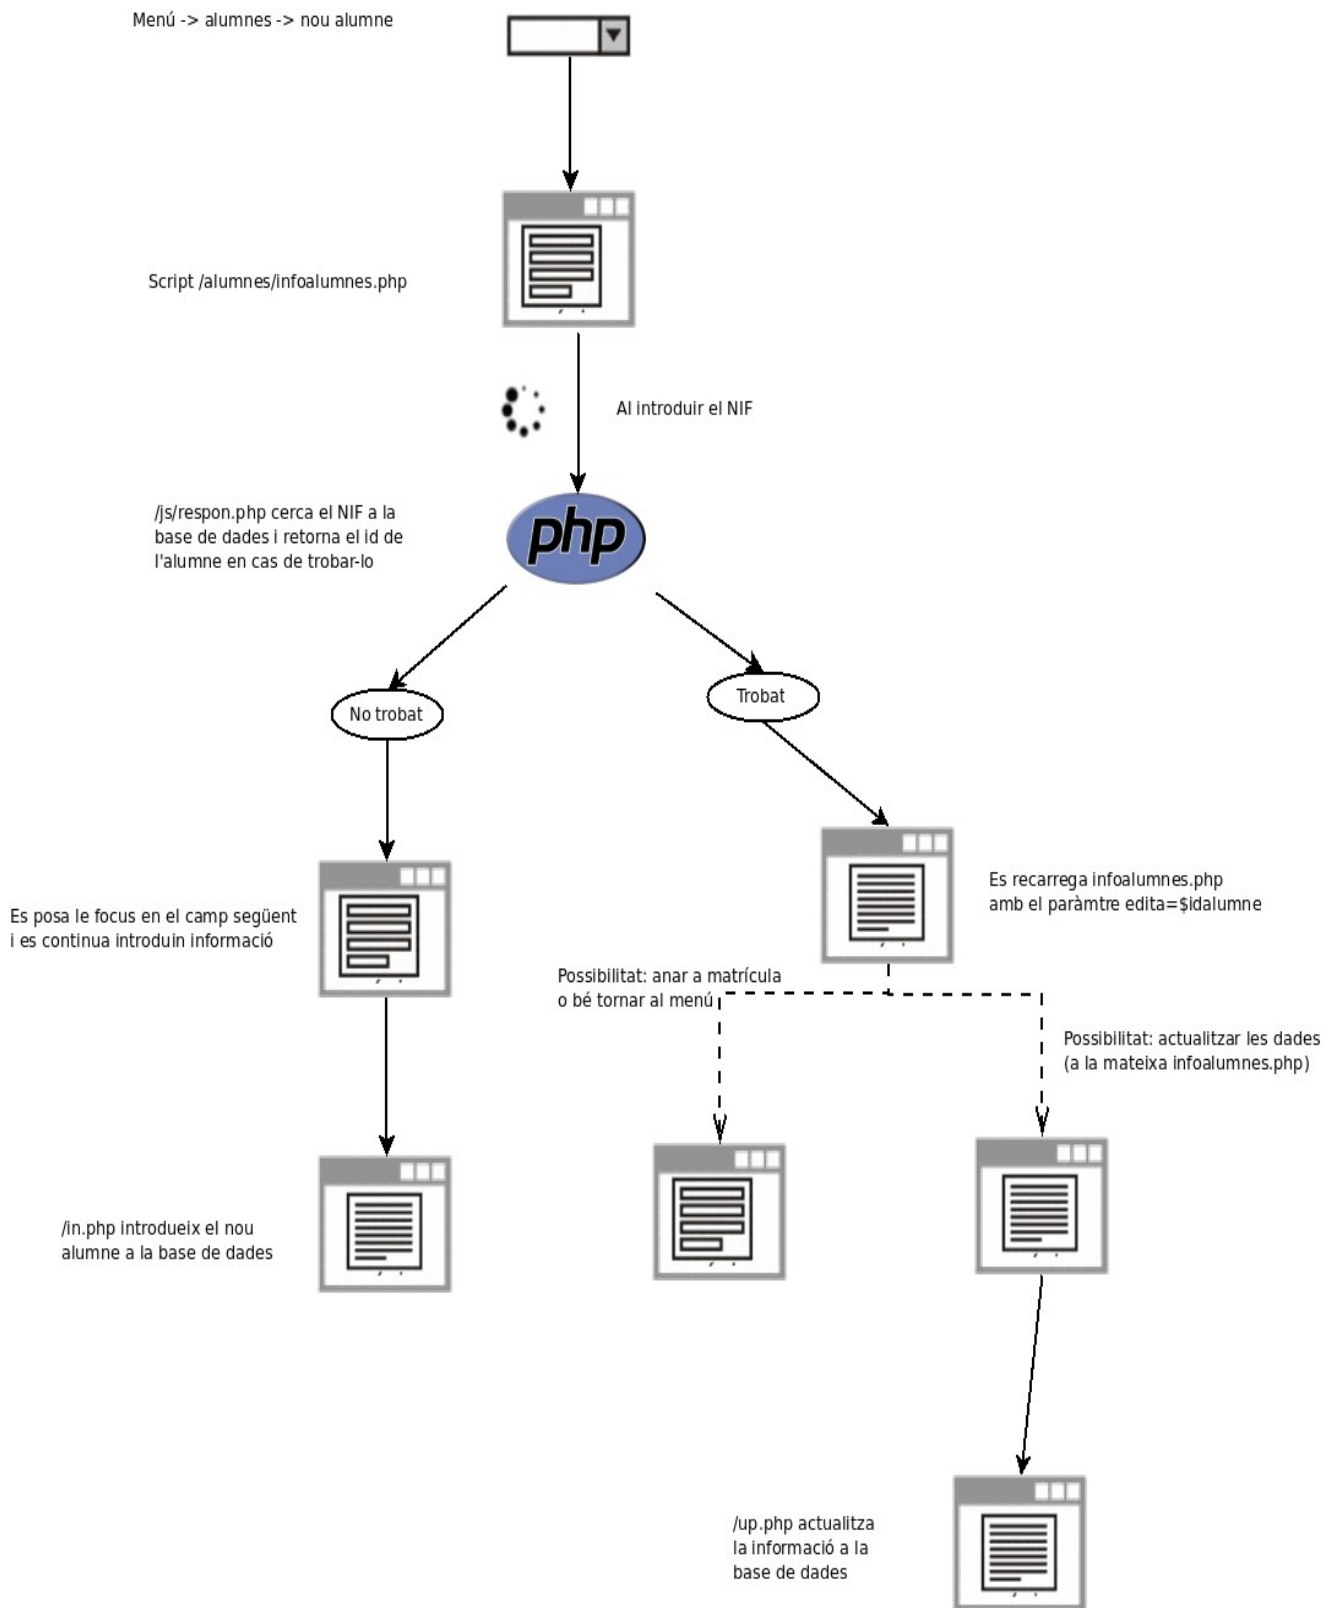 Menú -> alumnes -> nou alumne
Script /alumnes/infoalumnes.php
Al introduir el NIF
/js/respon.php cerca el NIF a la
base de dades i retorna el id de
l'alumne en cas de trobar-lo
php
No trobat
Trobat
Es posa le focus en el camp següent
i es continua introduin informació
Es recarrega infoalumnes.php
amb el paràmtre edita=$idalumne
Possibilitat: anar a matrícula
o bé tornar al menú
Possibilitat: actualitzar les dades
(a la mateixa infoalumnes.php)
/in.php introdueix el nou
alumne a la base de dades
/up.php actualitza
la informació a la
base de dades